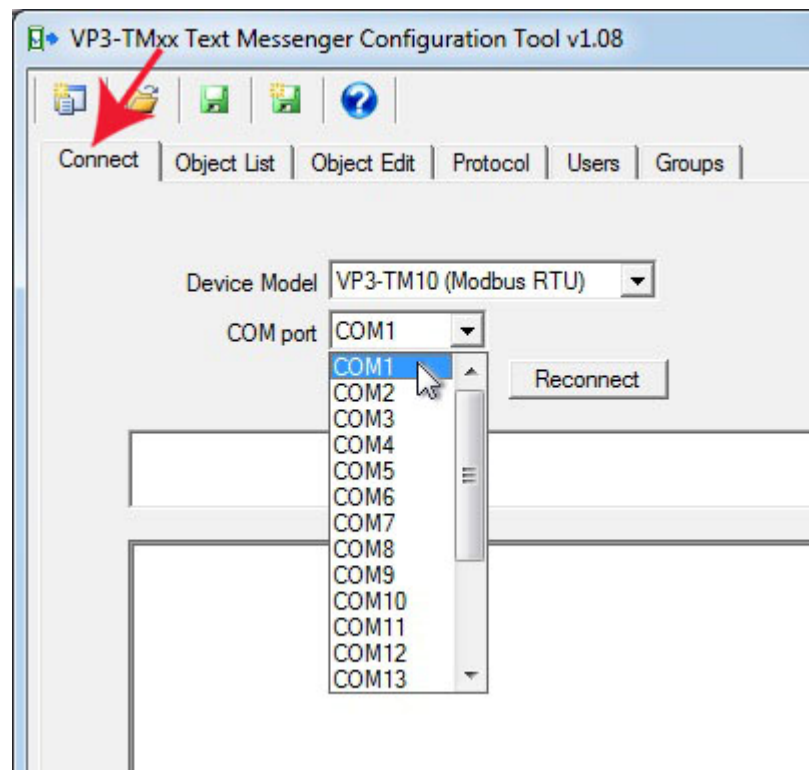 VP3-TMxx Text Messenger Configuration Tool v1.08
Connect Object List Object Edit Protocol Users Groups
Device Model VP3-TM10 (Modbus RTU)
COM port COM1
COM1
Reconnect
COM2
COM3
COM4
COM5
COM6
COM7
COM8
COM9
COM10
COM11
COM12
COM13